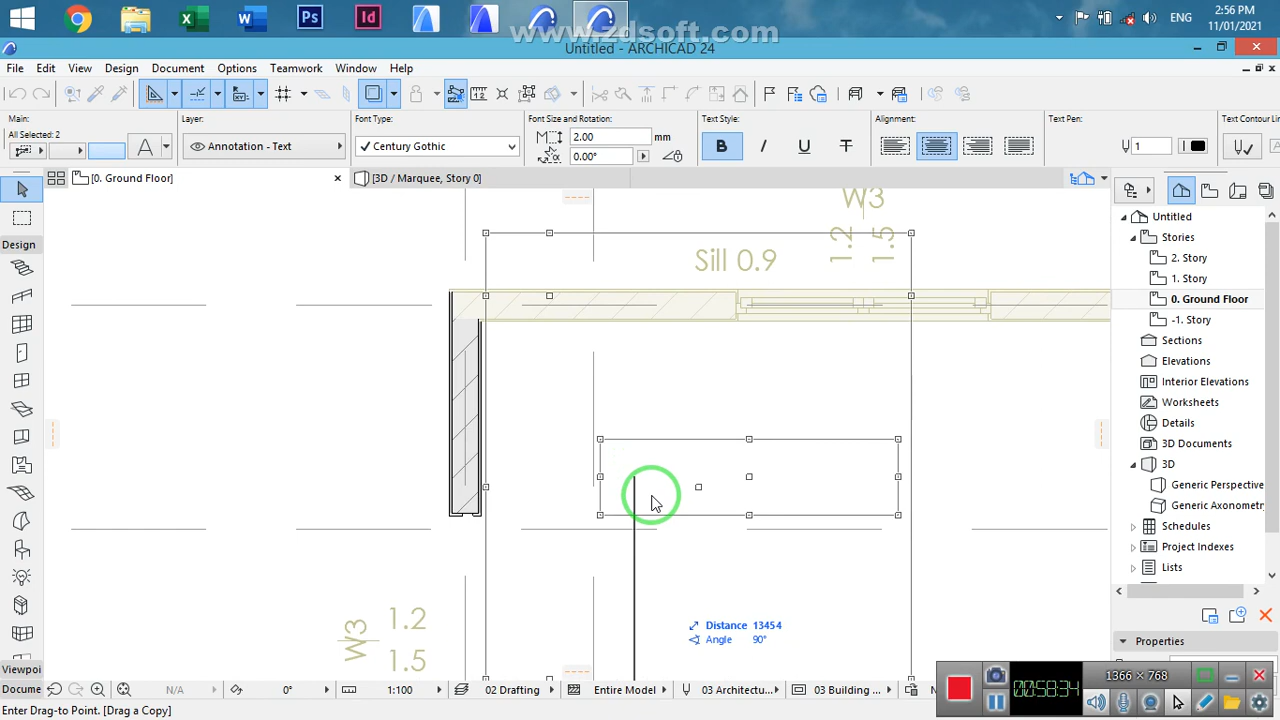 www.zdsoft.com
ENG
2:56 PM
11/01/2021
Untitled - ARCHICAD 24
File Edit View Design Document Options Teamwork Window Help
Main:
All Selected: 2
Layer:
Annotation - Text
Font Type:
Century Gothic
Font Size and Rotation:
2.00 mm
0.00°
Text Style:
B I U T
Alignment:
Text Pen:
1
Text Contour Lin
[0. Ground Floor]
[3D / Marquee, Story 0]
Design
Viewpoi
Docume
W3
1.2
1.5
Sill 0.9
W3
1.2
1.5
Distance 13454
Angle 90°
Untitled
Stories
2. Story
1. Story
0. Ground Floor
-1. Story
Sections
Elevations
Interior Elevations
Worksheets
Details
3D Documents
3D
Generic Perspective
Generic Axonometr
Schedules
Project Indexes
Lists
Properties
N/A
0°
1:100
02 Drafting
Entire Model
03 Architectu...
03 Building ...
Enter Drag-to Point. [Drag a Copy]
00:58:34
1366 × 768